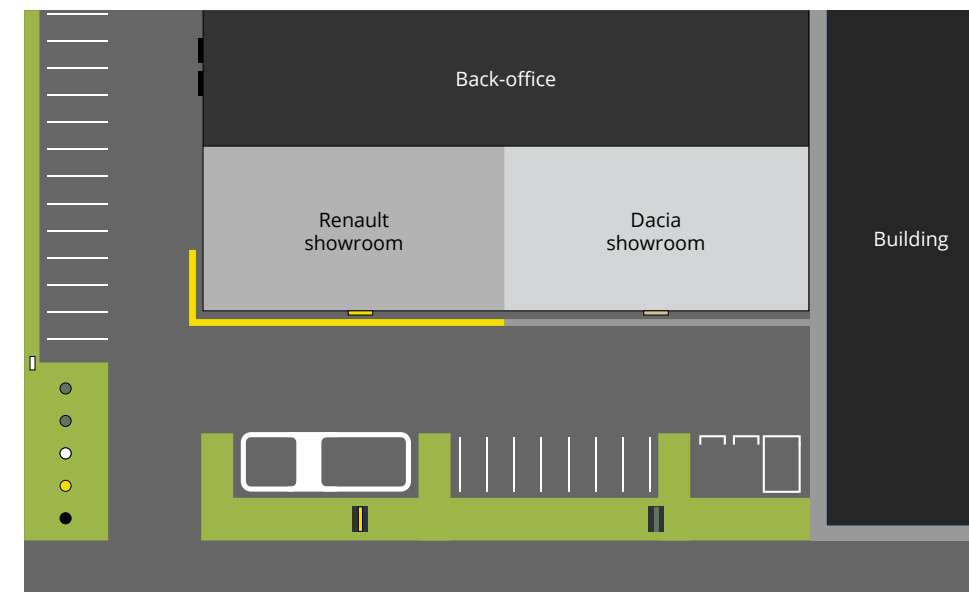 Back-office
Renault
showroom
Dacia
showroom
Building